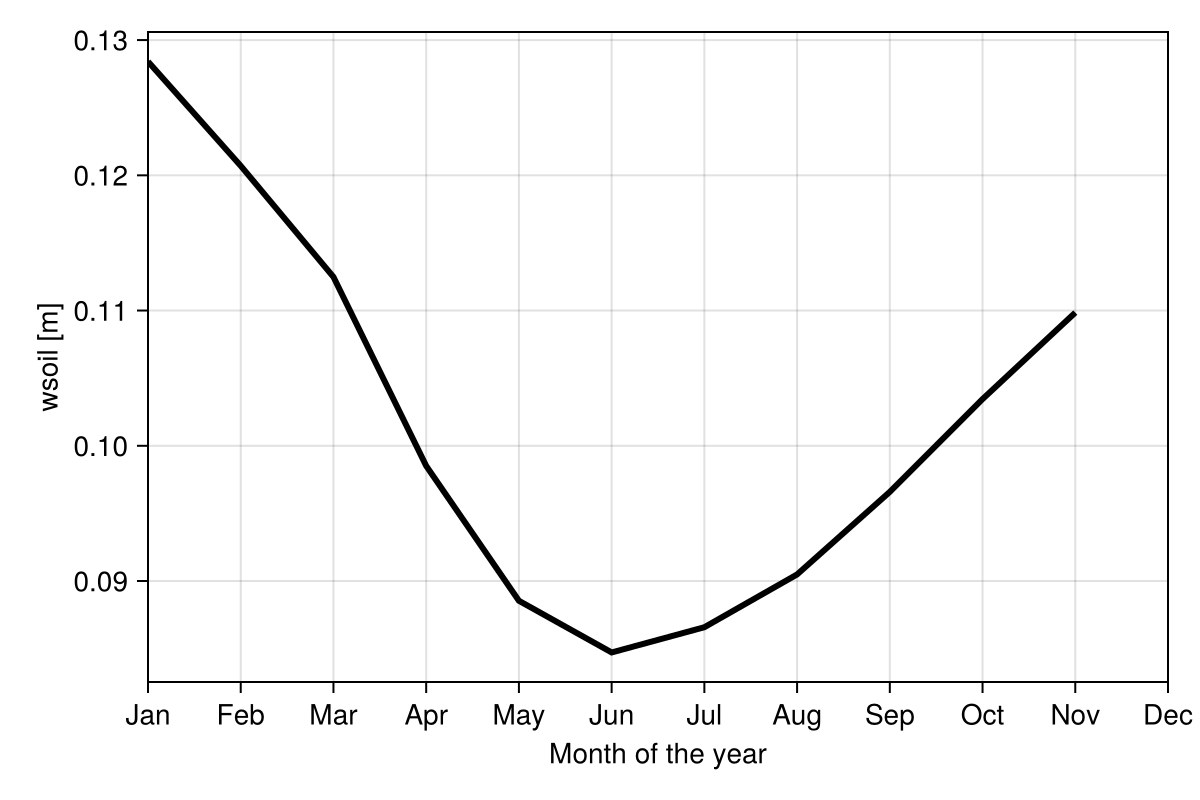 0.13
0.12
0.11
0.10
0.09
wsoil [m]
Jan Feb Mar Apr May Jun Jul Aug Sep Oct Nov Dec
Month of the year